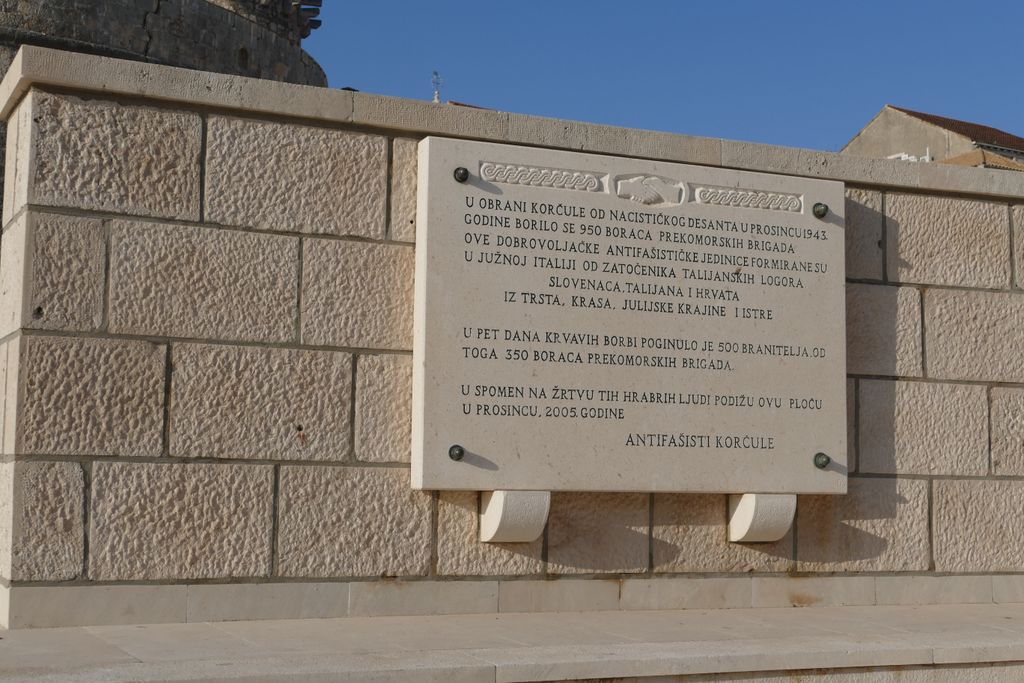 U OBRANI KORČULE OD NACISTIČKOG DESANTA U PROSINCU 1943.
GODINE BORILO SE 950 BORACA PREKOMORSKIH BRIGADA
OVE DOBROVOLJAČKE ANTIFAŠISTIČKE JEDINICE FORMIRANE SU
U JUŽNOJ ITALIJI OD ZATOČENIKA TALIJANSKIH LOGORA
SLOVENACA, TALIJANA I HRVATA
IZ TRSTA, KRASA, JULIJSKE KRAJINE I ISTRE
U PET DANA KRVAVIH BORBI POGINULO JE 500 BRANITELJA, OD
TOGA 350 BORACA PREKOMORSKIH BRIGADA.
U SPOMEN NA ŽRTVU TIH HRABRIH LJUDI PODIŽU OVU PLOČU
U PROSINCU, 2005. GODINE
ANTIFAŠISTI KORČULE